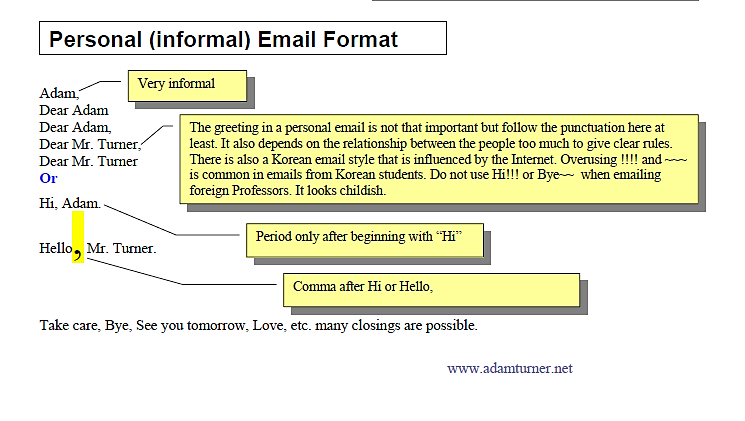 Personal (informal) Email Format
Very informal
Adam,
Dear Adam
Dear Adam,
Dear Mr. Turner,
Dear Mr. Turner
Or
The greeting in a personal email is not that important but follow the punctuation here at
least. It also depends on the relationship between the people too much to give clear rules.
There is also a Korean email style that is influenced by the Internet. Overusing !!!! and ~~~
is common in emails from Korean students. Do not use Hi!!! or Bye~~ when emailing
foreign Professors. It looks childish.
Hi, Adam.
Period only after beginning with “Hi”
Hello, Mr. Turner.
Comma after Hi or Hello,
Take care, Bye, See you tomorrow, Love, etc. many closings are possible.
www.adamturner.net